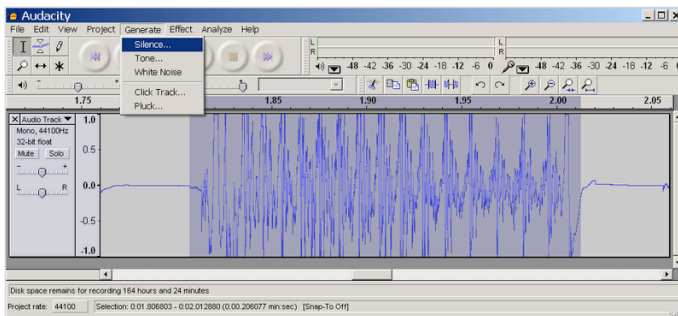 Audacity
File Edit View Project Generate Effect Analyze Help
Silence...
Tone...
White Noise
Click Track...
Pluck...
L
R
-48 -42 -36 -30 -24 -18 -12 -6 0
L
R
-48 -42 -36 -30 -24 -18 -12 -6 0
1.75 1.85 1.90 1.95 2.00 2.05
Audio Track
Mono, 44100Hz
32-bit float
Mute Solo
- +
L R
1.0
0.5
0.0
-0.5
-1.0
Disk space remains for recording 164 hours and 24 minutes
Project rate: 44100 Selection: 0:01.806803 - 0:02.012880 (0:00.206077 min:sec) [Snap-To Off]